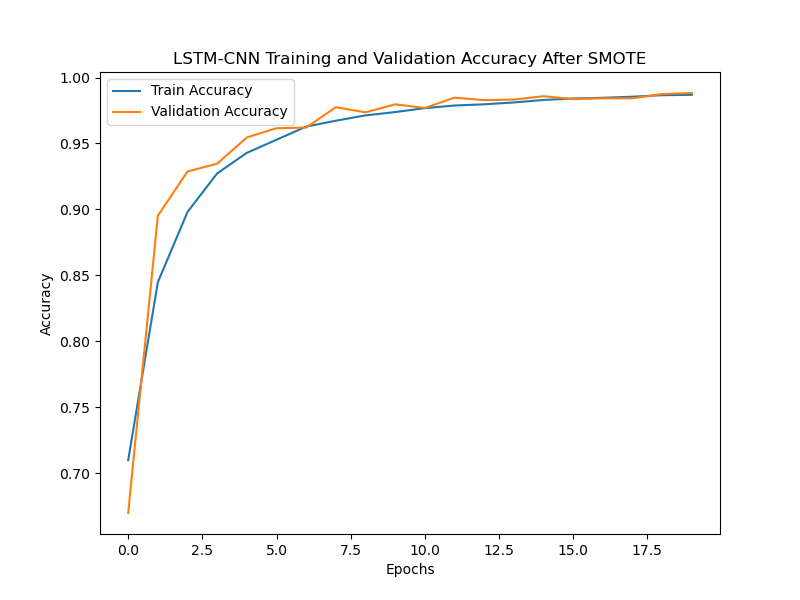 LSTM-CNN Training and Validation Accuracy After SMOTE
Train Accuracy
Validation Accuracy
1.00
0.95
0.90
0.85
0.80
0.75
0.70
Accuracy
0.0 2.5 5.0 7.5 10.0 12.5 15.0 17.5
Epochs